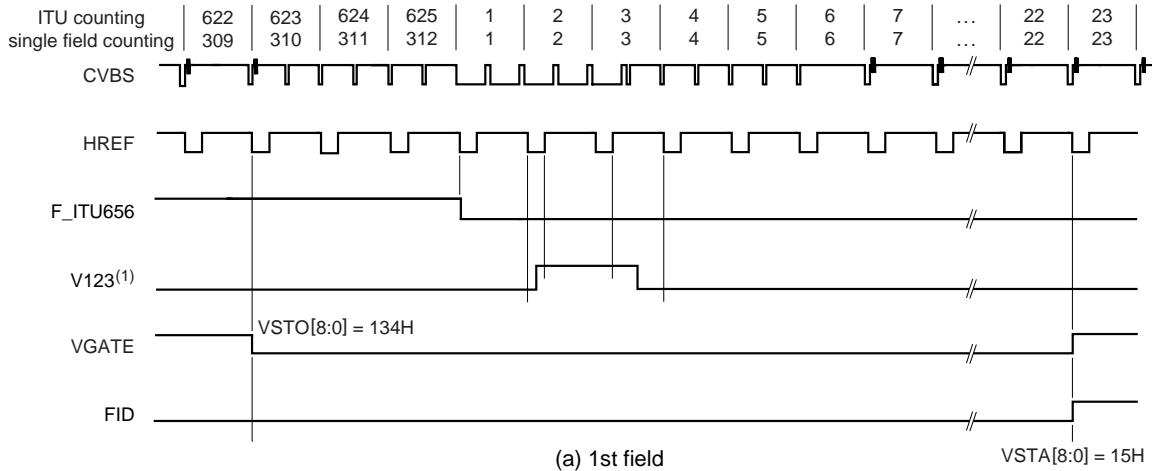 ITU counting 622 623 624 625 1 2 3 4 5 6 7 ... 22 23
single field counting 309 310 311 312 1 2 3 4 5 6 7 ... 22 23
CVBS
HREF
F_ITU656
V123(1)
VSTO[8:0] = 134H
VGATE
FID
(a) 1st field
VSTA[8:0] = 15H